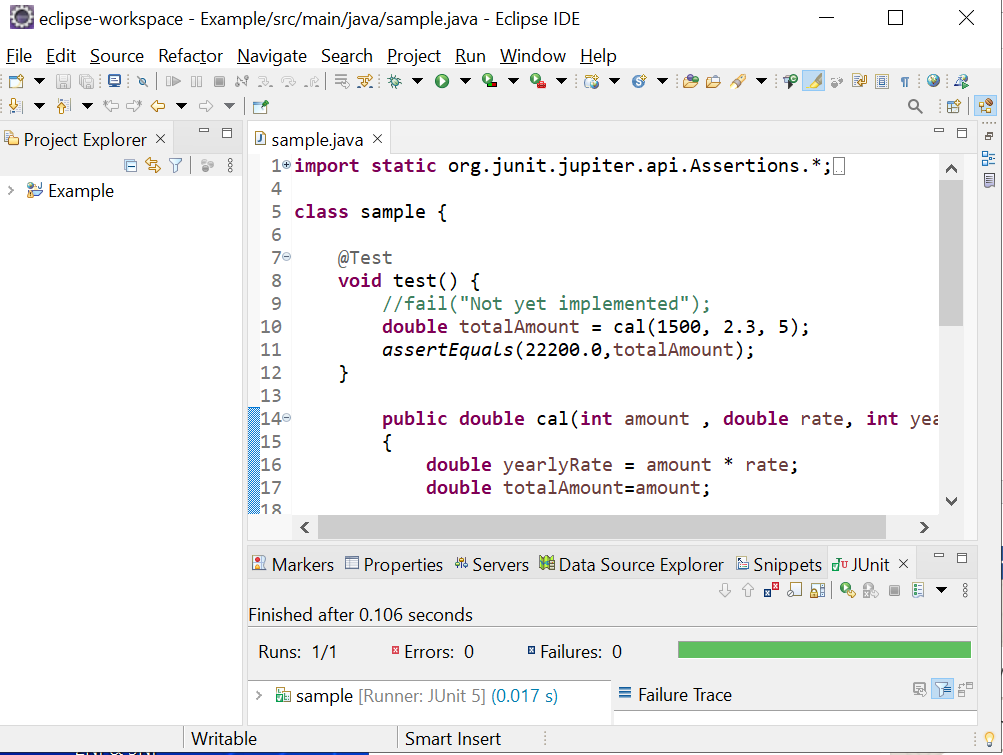 eclipse-workspace - Example/src/main/java/sample.java - Eclipse IDE
File Edit Source Refactor Navigate Search Project Run Window Help
Project Explorer
Example
sample.java
1 import static org.junit.jupiter.api.Assertions.*;
4
5 class sample {
6
7 @Test
8 void test() {
9 //fail("Not yet implemented");
10 double totalAmount = cal(1500, 2.3, 5);
11 assertEquals(22200.0,totalAmount);
12 }
13
14 public double cal(int amount , double rate, int yea
15 {
16 double yearlyRate = amount * rate;
17 double totalAmount=amount;
18
Markers Properties Servers Data Source Explorer Snippets JUnit
Finished after 0.106 seconds
Runs: 1/1 Errors: 0 Failures: 0
sample [Runner: JUnit 5] (0.017 s)
Failure Trace
Writable Smart Insert